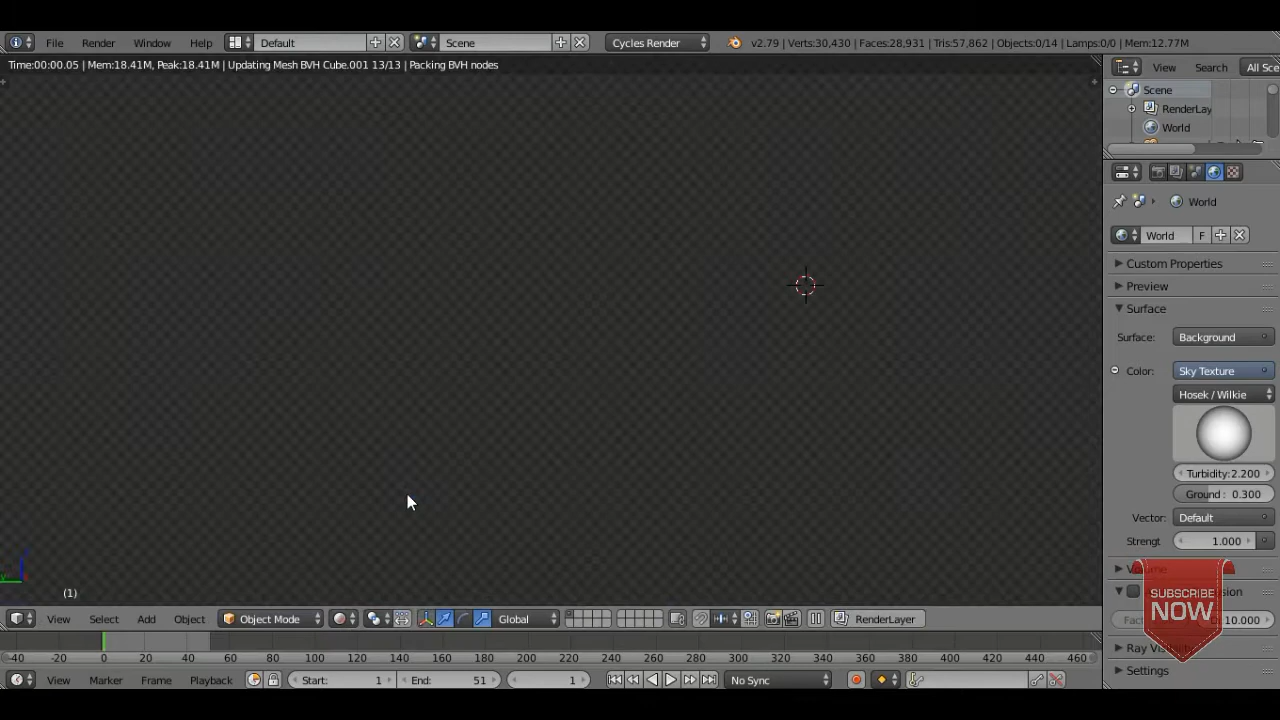 File Render Window Help Default Scene Cycles Render v2.79 | Verts:30,430 | Faces:28,931 | Tris:57,862 | Objects:0/14 | Lamps:0/0 | Mem:12.77M
Time:00:00.05 | Mem:18.41M, Peak:18.41M | Updating Mesh BVH Cube.001 13/13 | Packing BVH nodes
View Search All Sce
Scene
RenderLay
World
World
World F
Custom Properties
Preview
Surface
Surface: Background
Color: Sky Texture
Hosek / Wilkie
Turbidity:2.200
Ground : 0.300
Vector: Default
Strengt 1.000
SUBSCRIBE
NOW
10.000
Settings
(1)
View Select Add Object Object Mode Global RenderLayer
-40 -20 0 20 40 60 80 100 120 140 160 180 200 220 240 260 280 300 320 340 360 380 400 420 440 460
View Marker Frame Playback Start: 1 End: 51 1 No Sync